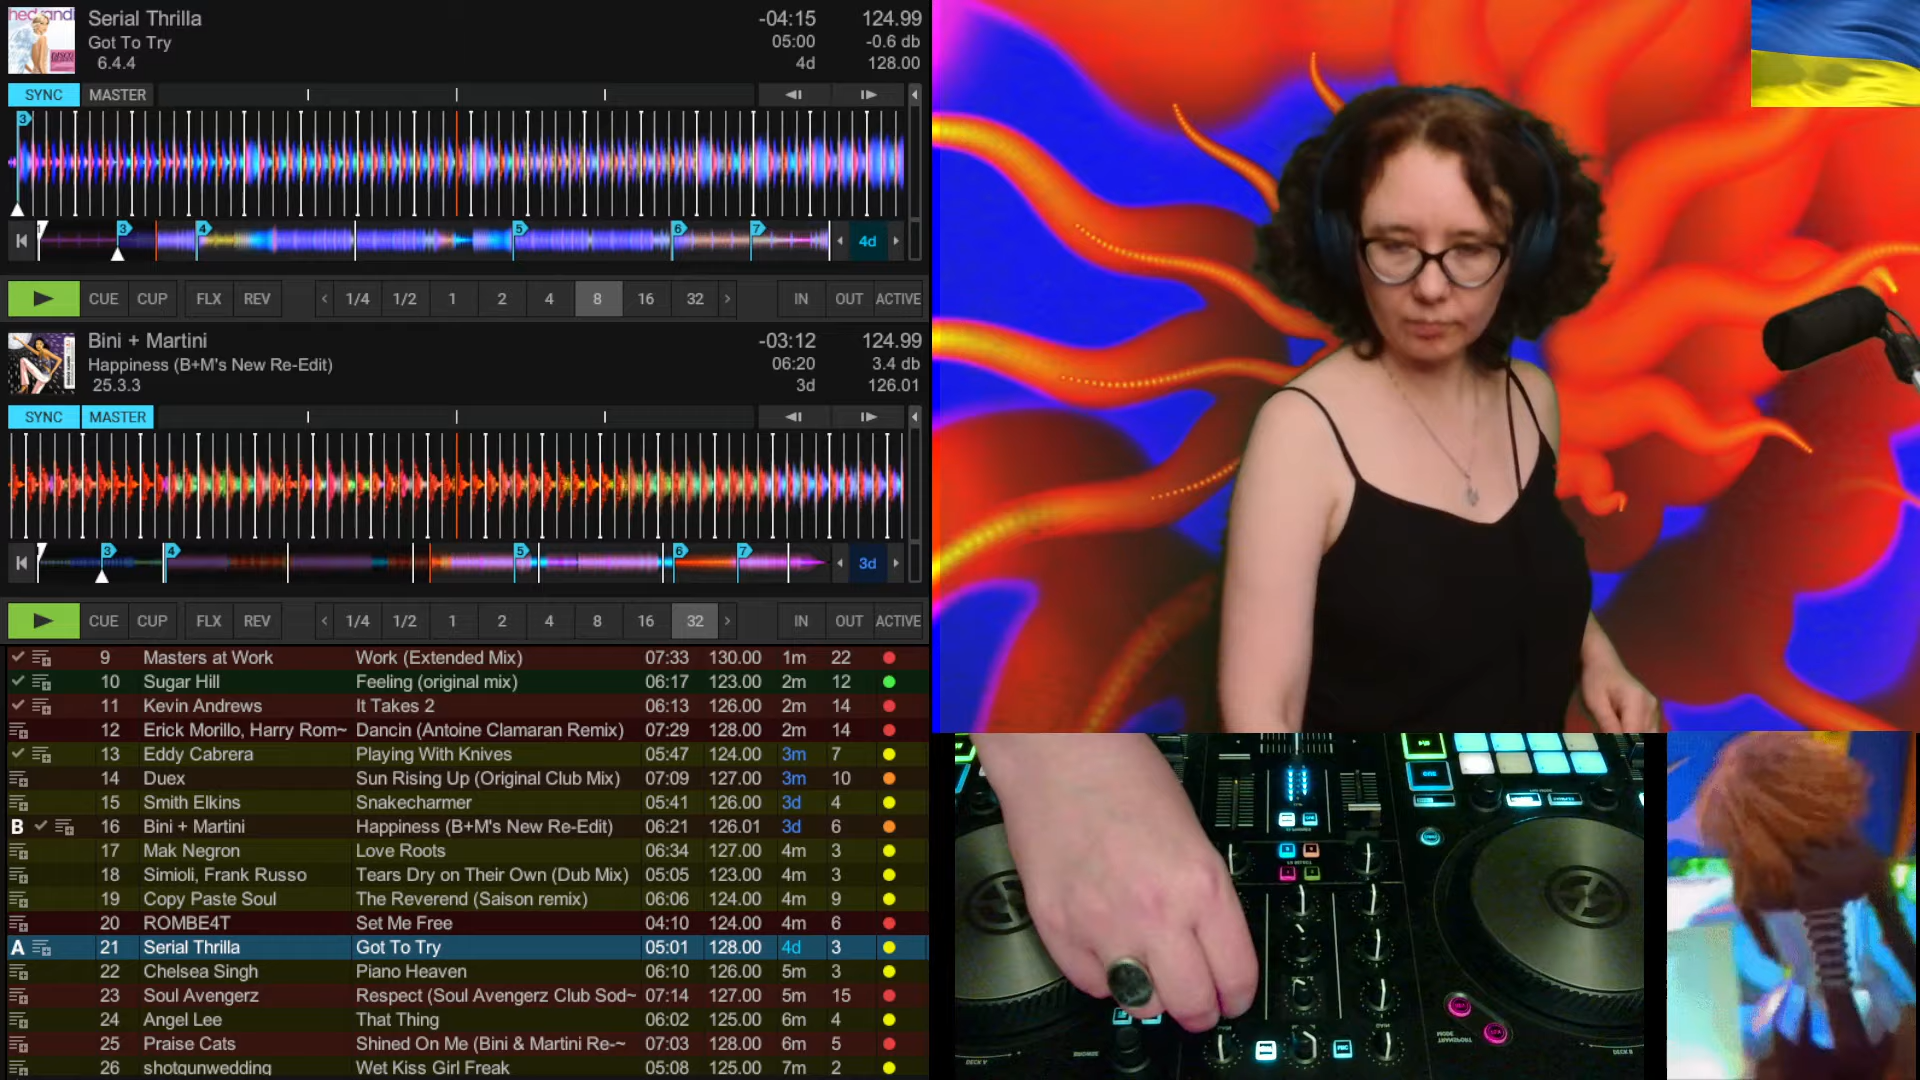 Serial Thrilla -04:15 124.99
Got To Try 05:00 -0.6 db
6.4.4 4d 128.00
SYNC MASTER
3
3 4 5 6 7 4d
CUE CUP FLX REV 1/4 1/2 1 2 4 8 16 32 IN OUT ACTIVE
Bini + Martini -03:12 124.99
Happiness (B+M's New Re-Edit) 06:20 3.4 db
25.3.3 3d 126.01
SYNC MASTER
3 4 5 6 7 3d
CUE CUP FLX REV 1/4 1/2 1 2 4 8 16 32 IN OUT ACTIVE
9 Masters at Work Work (Extended Mix) 07:33 130.00 1m 22
10 Sugar Hill Feeling (original mix) 06:17 123.00 2m 12
11 Kevin Andrews It Takes 2 06:13 126.00 2m 14
12 Erick Morillo, Harry Rom~ Dancin (Antoine Clamaran Remix) 07:29 128.00 2m 14
13 Eddy Cabrera Playing With Knives 05:47 124.00 3m 7
14 Duex Sun Rising Up (Original Club Mix) 07:09 127.00 3m 10
15 Smith Elkins Snakecharmer 05:41 126.00 3d 4
B 16 Bini + Martini Happiness (B+M's New Re-Edit) 06:21 126.01 3d 6
17 Mak Negron Love Roots 06:34 127.00 4m 3
18 Simioli, Frank Russo Tears Dry on Their Own (Dub Mix) 05:05 123.00 4m 3
19 Copy Paste Soul The Reverend (Saison remix) 06:06 124.00 4m 9
20 ROMBE4T Set Me Free 04:10 124.00 4m 6
A 21 Serial Thrilla Got To Try 05:01 128.00 4d 3
22 Chelsea Singh Piano Heaven 06:10 126.00 5m 3
23 Soul Avengerz Respect (Soul Avengerz Club Sod~ 07:14 127.00 5m 15
24 Angel Lee That Thing 06:02 125.00 6m 4
25 Praise Cats Shined On Me (Bini & Martini Re-~ 07:03 128.00 6m 5
26 shotgunwedding Wet Kiss Girl Freak 05:08 125.00 7m 2